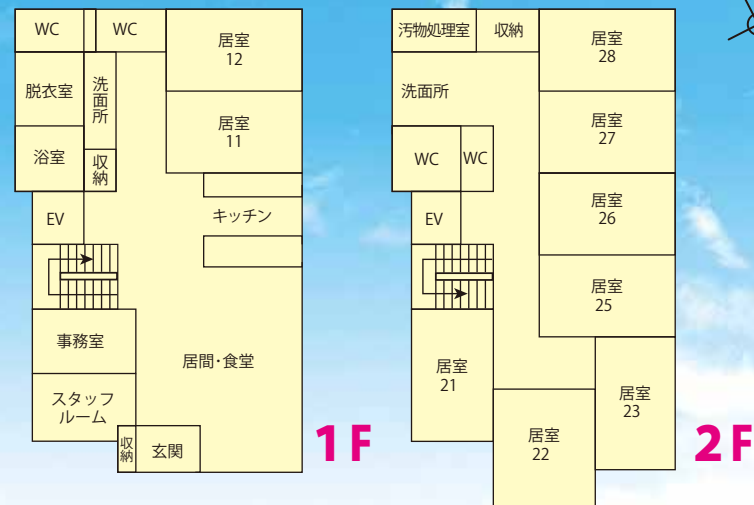 WC
WC
居室
12
脱衣室
洗面所
居室
11
浴室
収納
EV
キッチン
事務室
居間・食堂
スタッフ
ルーム
収納
玄関
1F
汚物処理室
収納
居室
28
洗面所
居室
27
WC
WC
居室
26
EV
居室
25
居室
21
居室
23
居室
22
2F